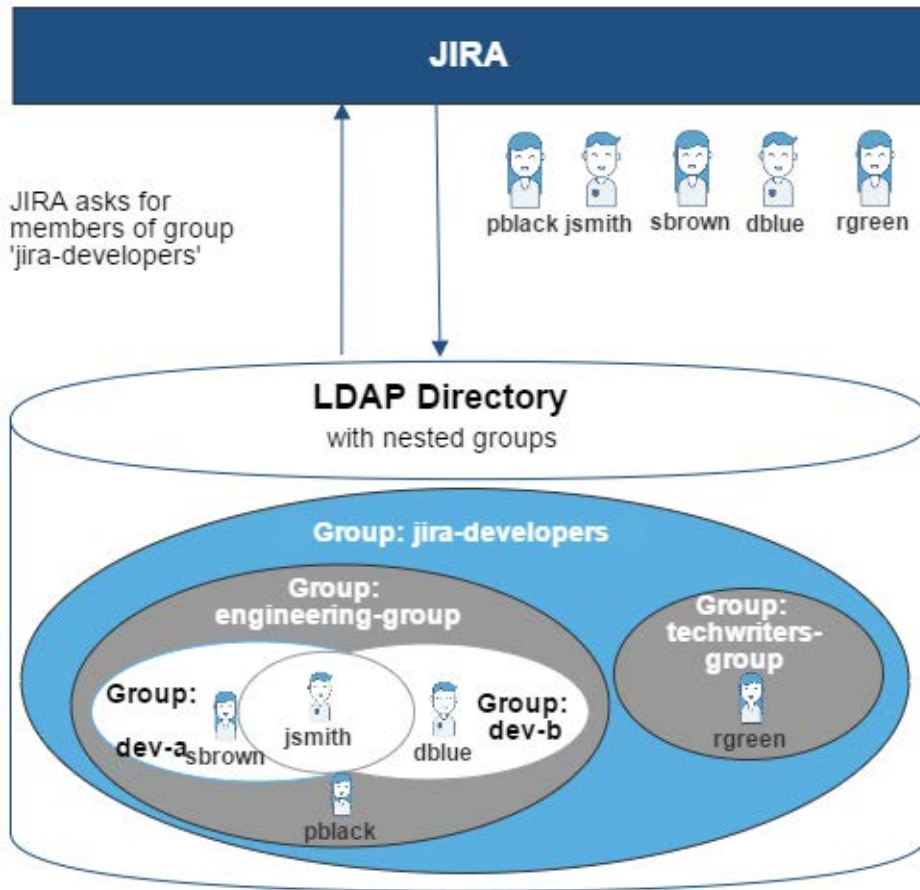 JIRA
JIRA asks for
members of group
'jira-developers'
pblack jsmith sbrown dblue rgreen
LDAP Directory
with nested groups
Group: jira-developers
Group:
engineering-group
Group:
techwriters-
group
Group:
dev-a
sbrown
jsmith
dblue
Group:
dev-b
rgreen
pblack